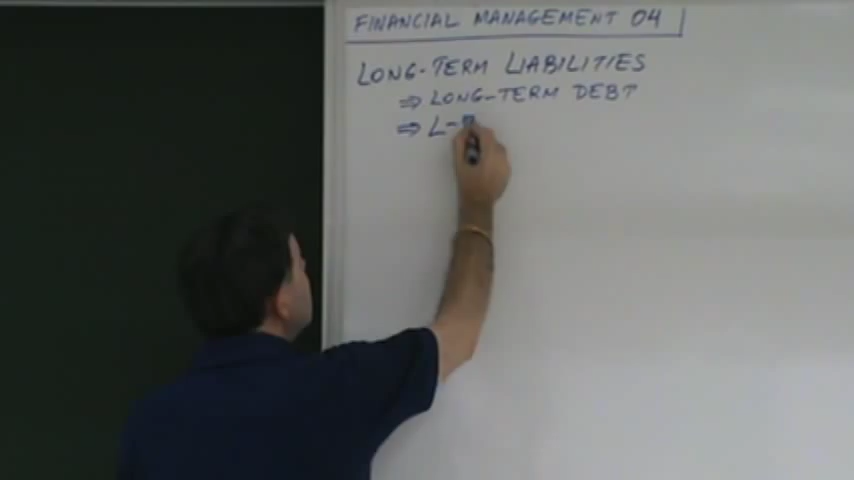 FINANCIAL MANAGEMENT 04
LONG-TERM LIABILITIES
⇒ LONG-TERM DEBT
⇒ L-